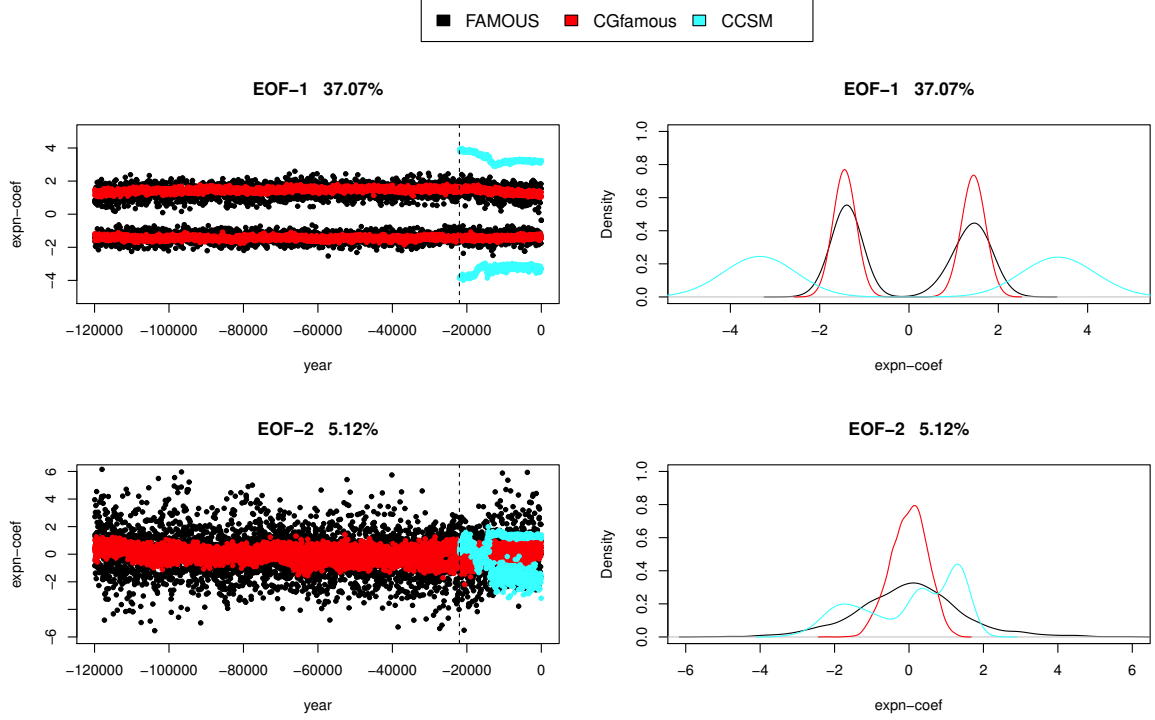 FAMOUS CGfamous CCSM
EOF−1 37.07%
expn−coef
4
2
0
−2
−4
−120000 −100000 −80000 −60000 −40000 −20000 0
year
EOF−1 37.07%
Density
1.0
0.8
0.6
0.4
0.2
0.0
−4 −2 0 2 4
expn−coef
EOF−2 5.12%
expn−coef
6
4
2
0
−2
−6
−120000 −100000 −80000 −60000 −40000 −20000 0
year
EOF−2 5.12%
Density
1.0
0.8
0.6
0.4
0.2
0.0
−6 −4 −2 0 2 4 6
expn−coef